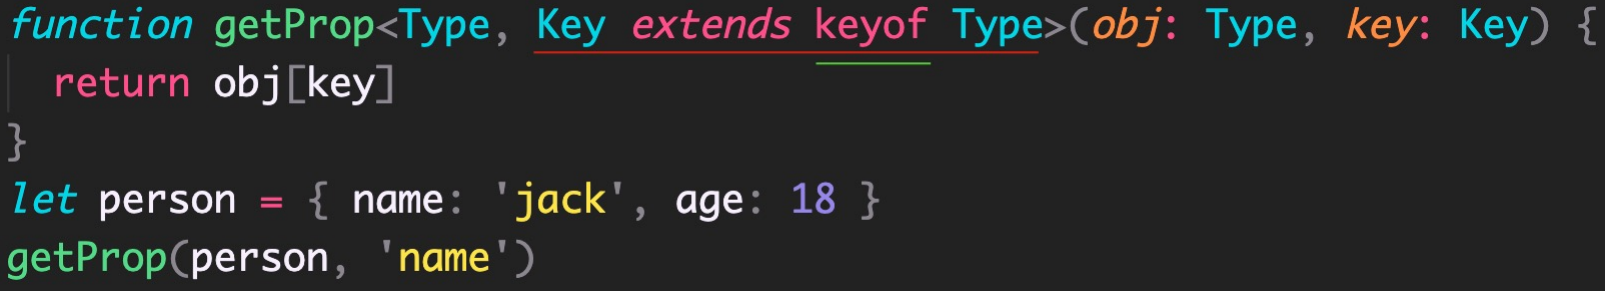 function getProp<Type, Key extends keyof Type>(obj: Type, key: Key) {
  return obj[key]
}
let person = { name: 'jack', age: 18 }
getProp(person, 'name')